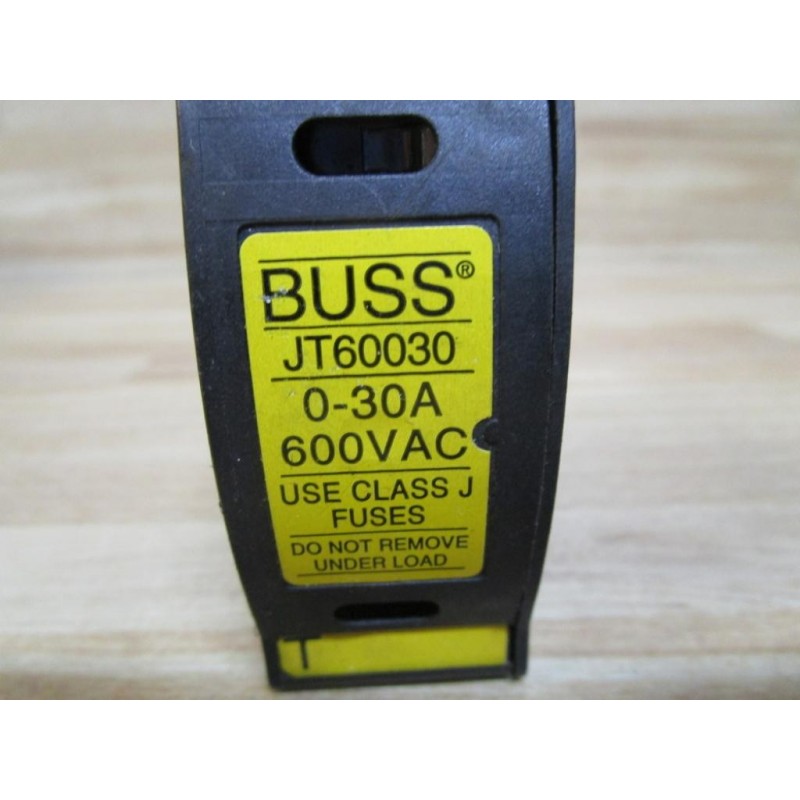 BUSS®
JT60030
0-30A
600VAC
USE CLASS J
FUSES
DO NOT REMOVE
UNDER LOAD